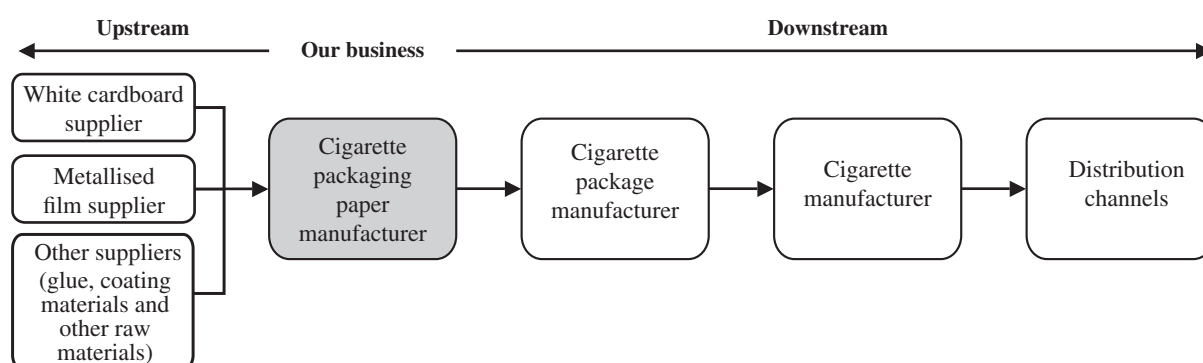 Upstream
Our business
Downstream
White cardboard
supplier
Metallised
film supplier
Other suppliers
(glue, coating
materials and
other raw
materials)
Cigarette
packaging
paper
manufacturer
Cigarette
package
manufacturer
Cigarette
manufacturer
Distribution
channels